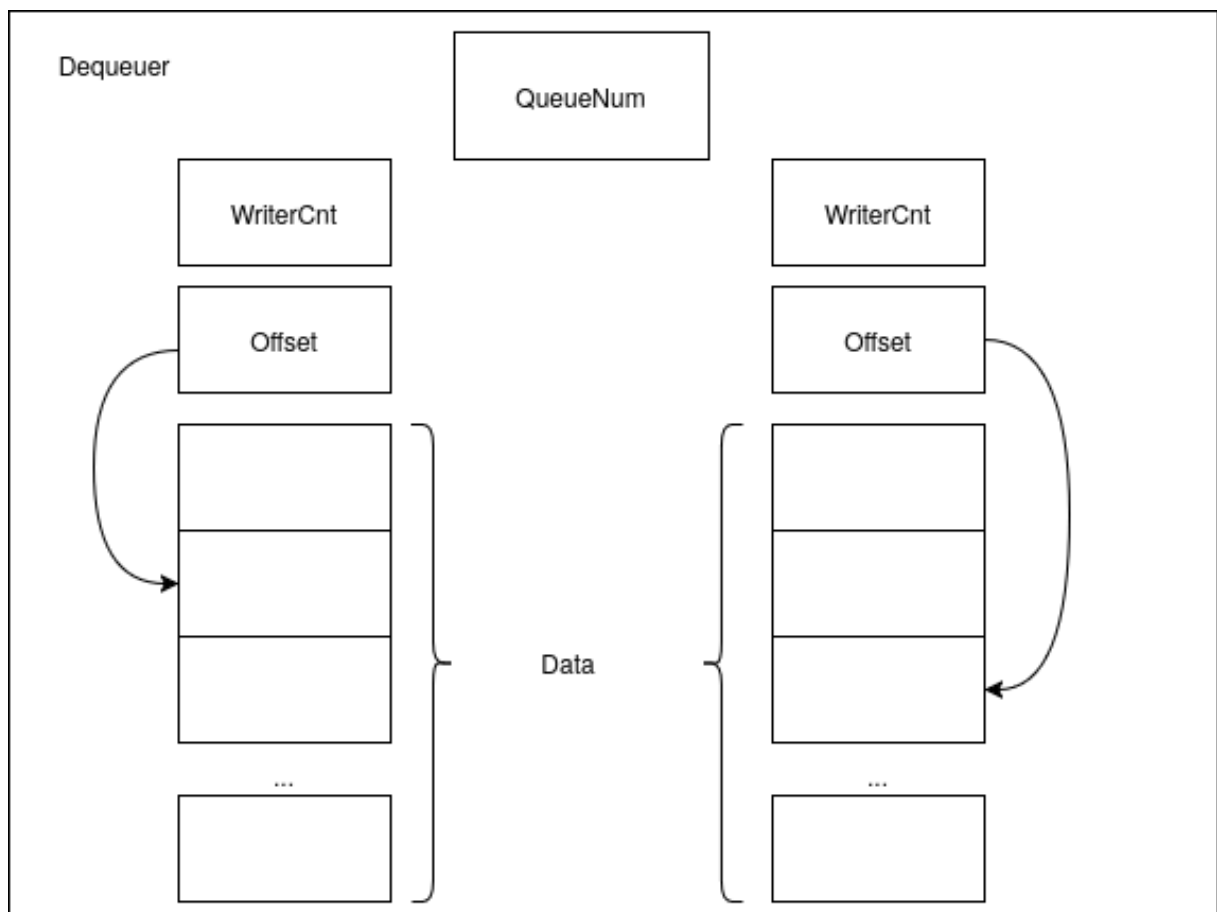 Dequeuer
QueueNum
WriterCnt
WriterCnt
Offset
Offset
Data
...
...